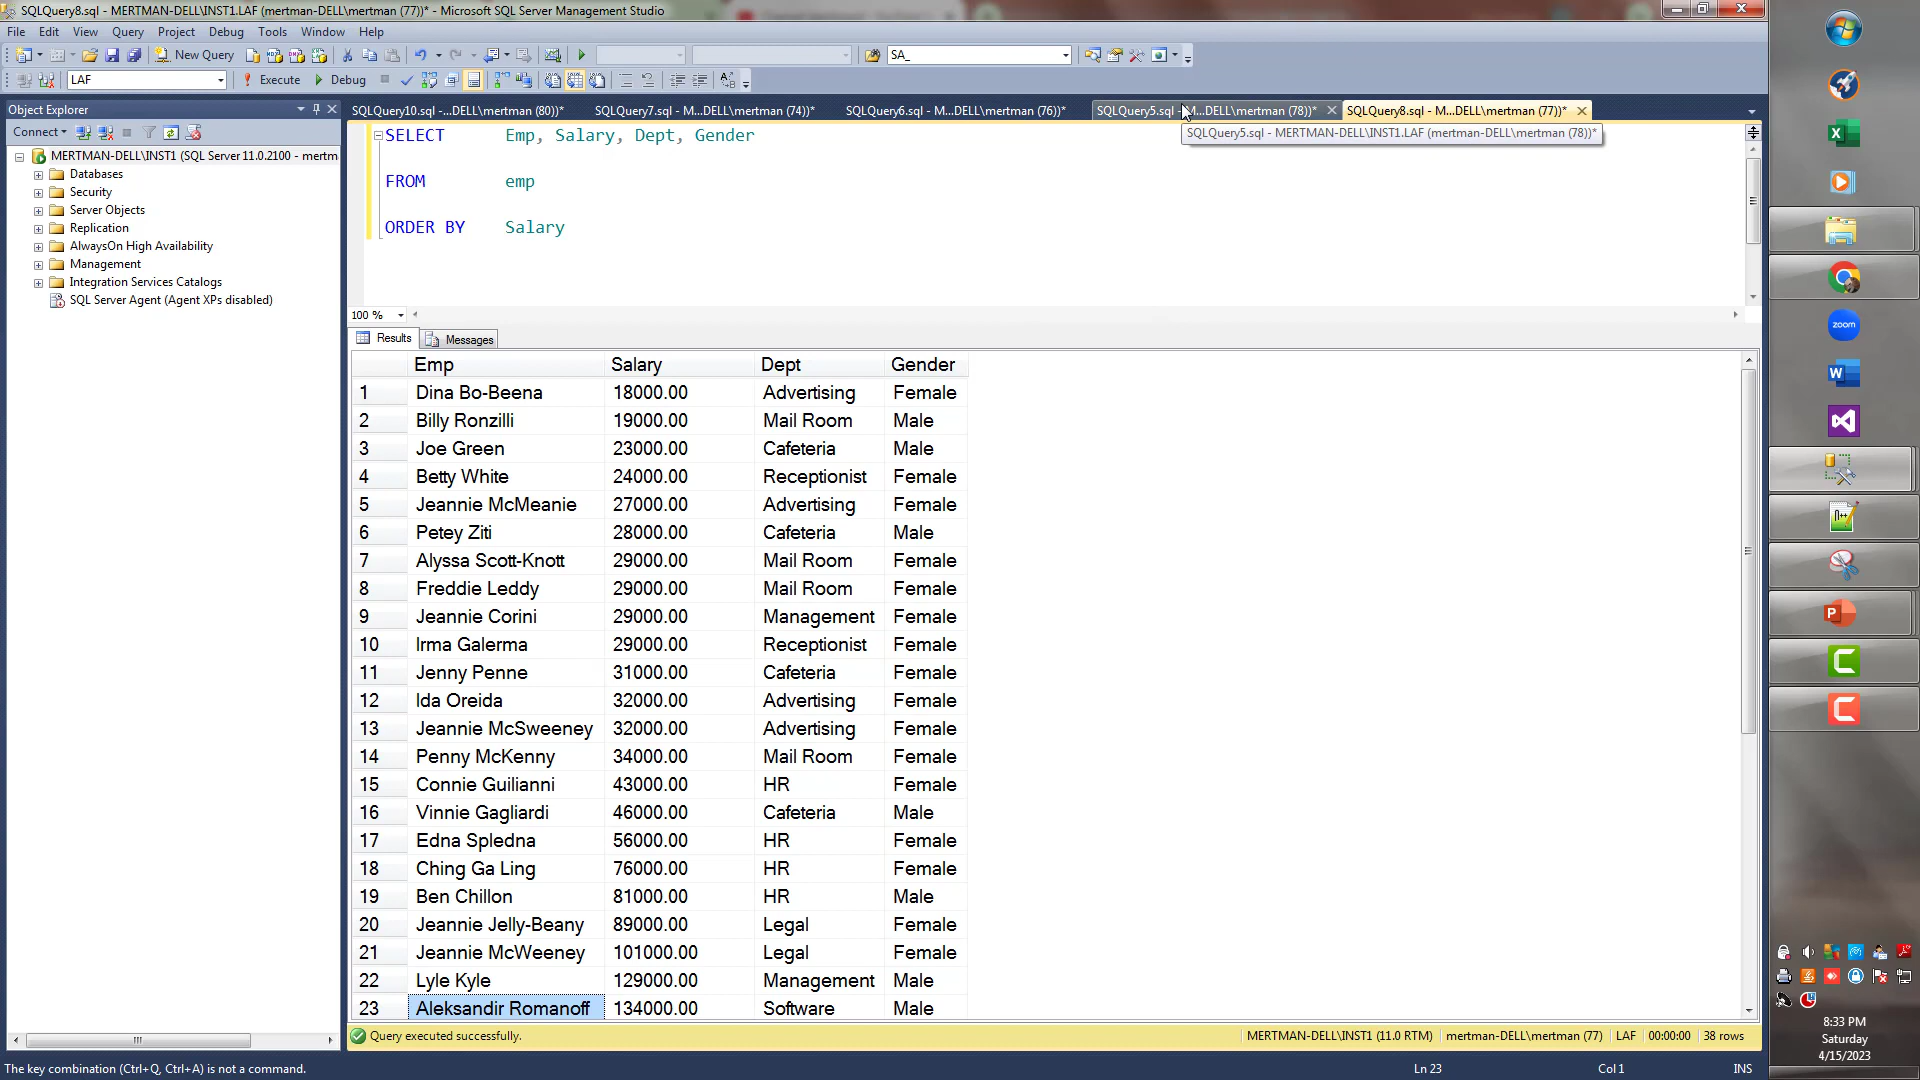 SQLQuery8.sql - MERTMAN-DELL\INST1.LAF (mertman-DELL\mertman (77))* - Microsoft SQL Server Management Studio
File Edit View Query Project Debug Tools Window Help
New Query SA_
LAF Execute Debug
Object Explorer
SQLQuery10.sql -...DELL\mertman (80))* SQLQuery7.sql - M...DELL\mertman (74))* SQLQuery6.sql - M...DELL\mertman (76))* SQLQuery5.sql - M...DELL\mertman (78))* SQLQuery8.sql - M...DELL\mertman (77))*
SQLQuery5.sql - MERTMAN-DELL\INST1.LAF (mertman-DELL\mertman (78))*
Connect
MERTMAN-DELL\INST1 (SQL Server 11.0.2100 - mertm
Databases
Security
Server Objects
Replication
AlwaysOn High Availability
Management
Integration Services Catalogs
SQL Server Agent (Agent XPs disabled)
SELECT Emp, Salary, Dept, Gender
FROM emp
ORDER BY Salary
100 %
Results Messages
Emp Salary Dept Gender
1 Dina Bo-Beena 18000.00 Advertising Female
2 Billy Ronzilli 19000.00 Mail Room Male
3 Joe Green 23000.00 Cafeteria Male
4 Betty White 24000.00 Receptionist Female
5 Jeannie McMeanie 27000.00 Advertising Female
6 Petey Ziti 28000.00 Cafeteria Male
7 Alyssa Scott-Knott 29000.00 Mail Room Female
8 Freddie Leddy 29000.00 Mail Room Female
9 Jeannie Corini 29000.00 Management Female
10 Irma Galerma 29000.00 Receptionist Female
11 Jenny Penne 31000.00 Cafeteria Female
12 Ida Oreida 32000.00 Advertising Female
13 Jeannie McSweeney 32000.00 Advertising Female
14 Penny McKenny 34000.00 Mail Room Female
15 Connie Guilianni 43000.00 HR Female
16 Vinnie Gagliardi 46000.00 Cafeteria Male
17 Edna Spledna 56000.00 HR Female
18 Ching Ga Ling 76000.00 HR Female
19 Ben Chillon 81000.00 HR Male
20 Jeannie Jelly-Beany 89000.00 Legal Female
21 Jeannie McWeeney 101000.00 Legal Female
22 Lyle Kyle 129000.00 Management Male
23 Aleksandir Romanoff 134000.00 Software Male
Query executed successfully. MERTMAN-DELL\INST1 (11.0 RTM) mertman-DELL\mertman (77) LAF 00:00:00 38 rows
The key combination (Ctrl+Q, Ctrl+A) is not a command. Ln 23 Col 1 INS
zoom
8:33 PM
Saturday
4/15/2023